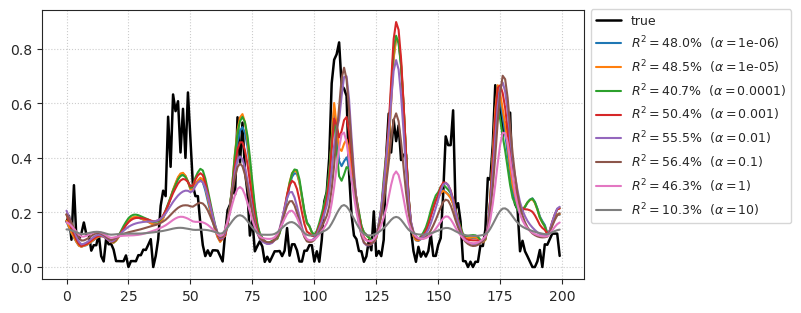 true
R² = 48.0% (α = 1e-06)
R² = 48.5% (α = 1e-05)
R² = 40.7% (α = 0.0001)
R² = 50.4% (α = 0.001)
R² = 55.5% (α = 0.01)
R² = 56.4% (α = 0.1)
R² = 46.3% (α = 1)
R² = 10.3% (α = 10)
0.8
0.6
0.4
0.2
0.0
0 25 50 75 100 125 150 175 200